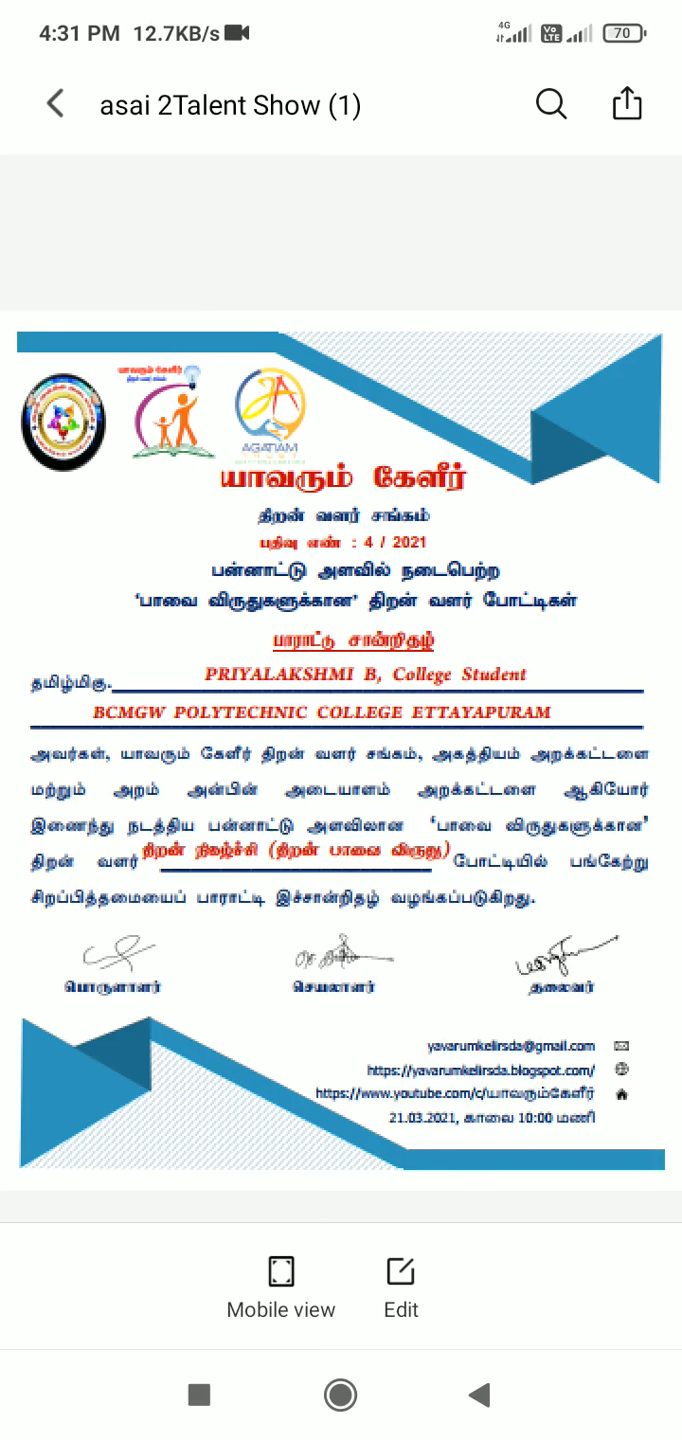 4:31 PM 12.7KB/s
4G
Vo LTE
70
asai 2Talent Show (1)
யாவரும் கேளீர்
AGATIAM
யாவரும் கேளீர்
திறன் வளர் சங்கம்
பதிவு எண் : 4 / 2021
பன்னாட்டு அளவில் நடைபெற்ற
‘பாவை விருதுகளுக்கான’ திறன் வளர் போட்டிகள்
பாராட்டு சான்றிதழ்
தமிழ்மிகு. PRIYALAKSHMI B, College Student
BCMGW POLYTECHNIC COLLEGE ETTAYAPURAM
அவர்கள், யாவரும் கேளீர் திறன் வளர் சங்கம், அகத்தியம் அறக்கட்டளை
மற்றும் அறம் அன்பின் அடையாளம் அறக்கட்டளை ஆகியோர்
இணைந்து நடத்திய பன்னாட்டு அளவிலான ‘பாவை விருதுகளுக்கான’
திறன் வளர் திறன் நிகழ்ச்சி (திறன் பாவை விருது) போட்டியில் பங்கேற்று
சிறப்பித்தமையைப் பாராட்டி இச்சான்றிதழ் வழங்கப்படுகிறது.
பொருளாளர் செயலாளர் தலைவர்
yavarumkelirsda@gmail.com
https://yavarumkelirsda.blogspot.com/
https://www.youtube.com/c/யாவரும்கேளீர்
21.03.2021, காலை 10:00 மணி
Mobile view Edit